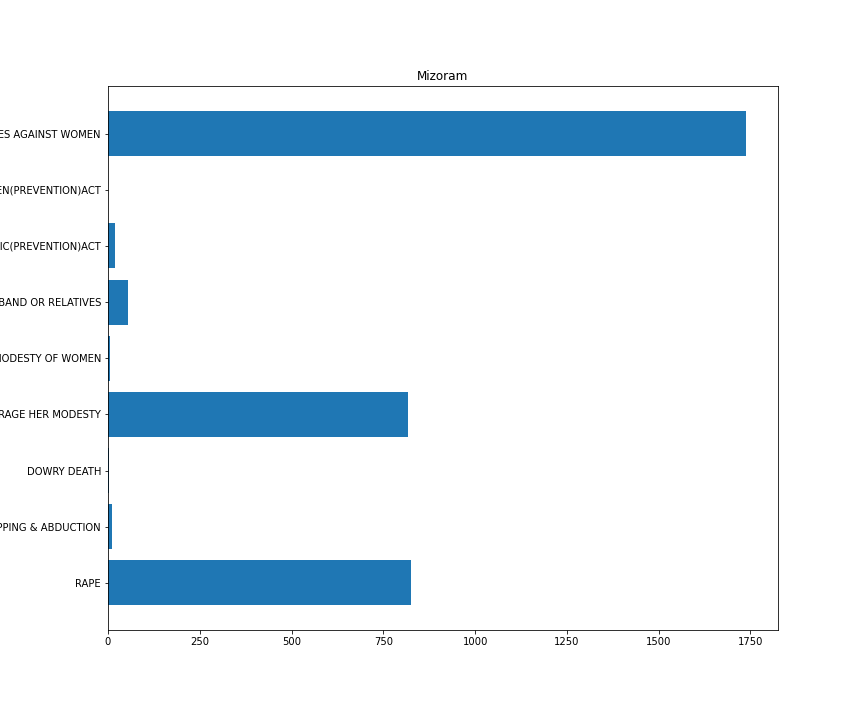 Mizoram
ES AGAINST WOMEN
EN(PREVENTION)ACT
IC(PREVENTION)ACT
BAND OR RELATIVES
MODESTY OF WOMEN
RAGE HER MODESTY
DOWRY DEATH
PPING & ABDUCTION
RAPE
0 250 500 750 1000 1250 1500 1750